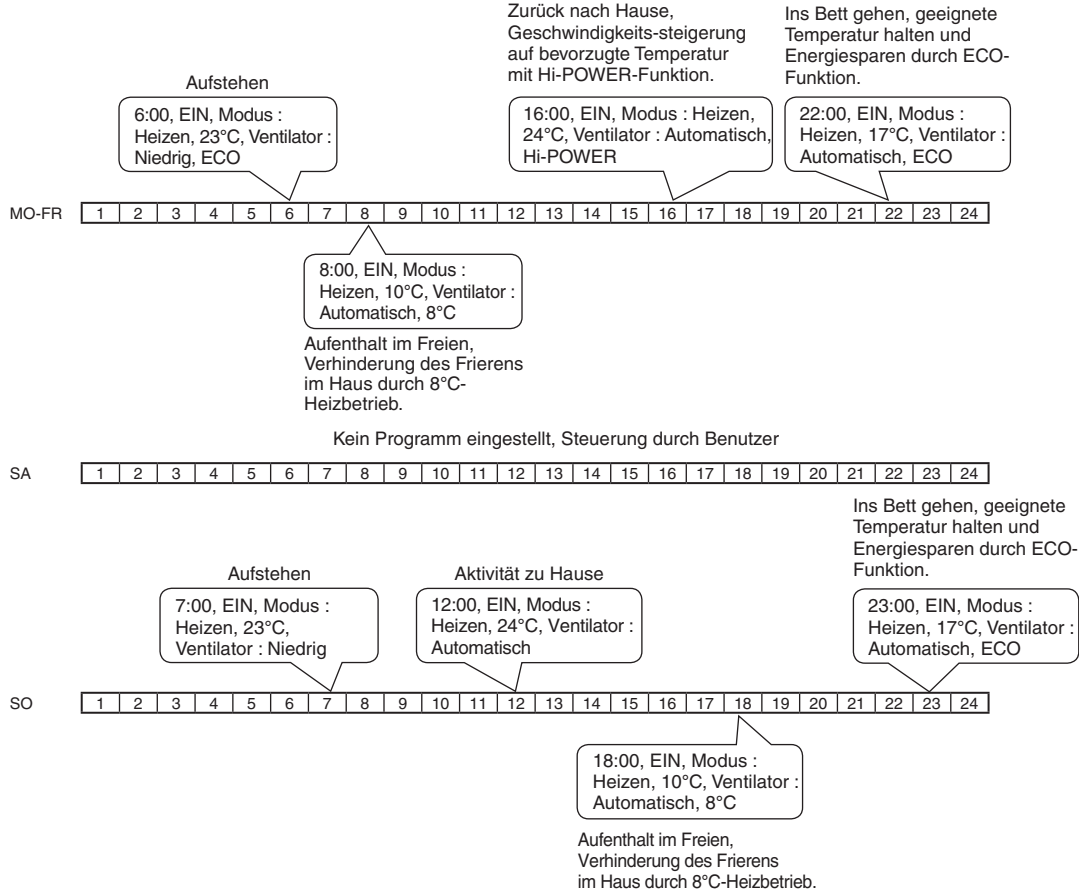 Aufstehen
6:00, EIN, Modus :
Heizen, 23°C, Ventilator :
Niedrig, ECO
Zurück nach Hause,
Geschwindigkeits-steigerung
auf bevorzugte Temperatur
mit Hi-POWER-Funktion.
16:00, EIN, Modus : Heizen,
24°C, Ventilator : Automatisch,
Hi-POWER
Ins Bett gehen, geeignete
Temperatur halten und
Energiesparen durch ECO-
Funktion.
22:00, EIN, Modus :
Heizen, 17°C, Ventilator :
Automatisch, ECO
MO-FR 1 2 3 4 5 6 7 8 9 10 11 12 13 14 15 16 17 18 19 20 21 22 23 24
8:00, EIN, Modus :
Heizen, 10°C, Ventilator :
Automatisch, 8°C
Aufenthalt im Freien,
Verhinderung des Frierens
im Haus durch 8°C-
Heizbetrieb.
Kein Programm eingestellt, Steuerung durch Benutzer
SA 1 2 3 4 5 6 7 8 9 10 11 12 13 14 15 16 17 18 19 20 21 22 23 24
Aufstehen
7:00, EIN, Modus :
Heizen, 23°C,
Ventilator : Niedrig
Aktivität zu Hause
12:00, EIN, Modus :
Heizen, 24°C, Ventilator :
Automatisch
Ins Bett gehen, geeignete
Temperatur halten und
Energiesparen durch ECO-
Funktion.
23:00, EIN, Modus :
Heizen, 17°C, Ventilator :
Automatisch, ECO
SO 1 2 3 4 5 6 7 8 9 10 11 12 13 14 15 16 17 18 19 20 21 22 23 24
18:00, EIN, Modus :
Heizen, 10°C, Ventilator :
Automatisch, 8°C
Aufenthalt im Freien,
Verhinderung des Frierens
im Haus durch 8°C-Heizbetrieb.